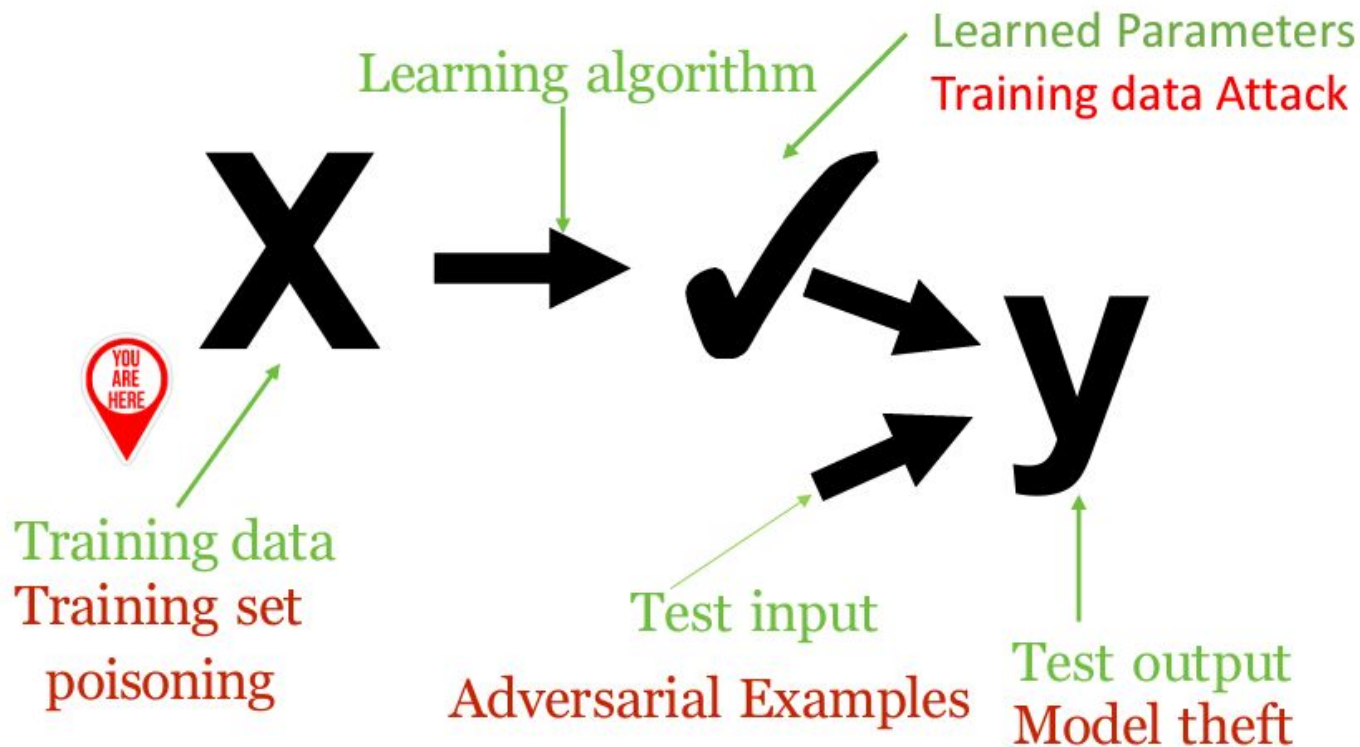 Learned Parameters
Training data Attack
Learning algorithm
X
✓
y
YOU
ARE
HERE
Training data
Training set
poisoning
Test input
Adversarial Examples
Test output
Model theft